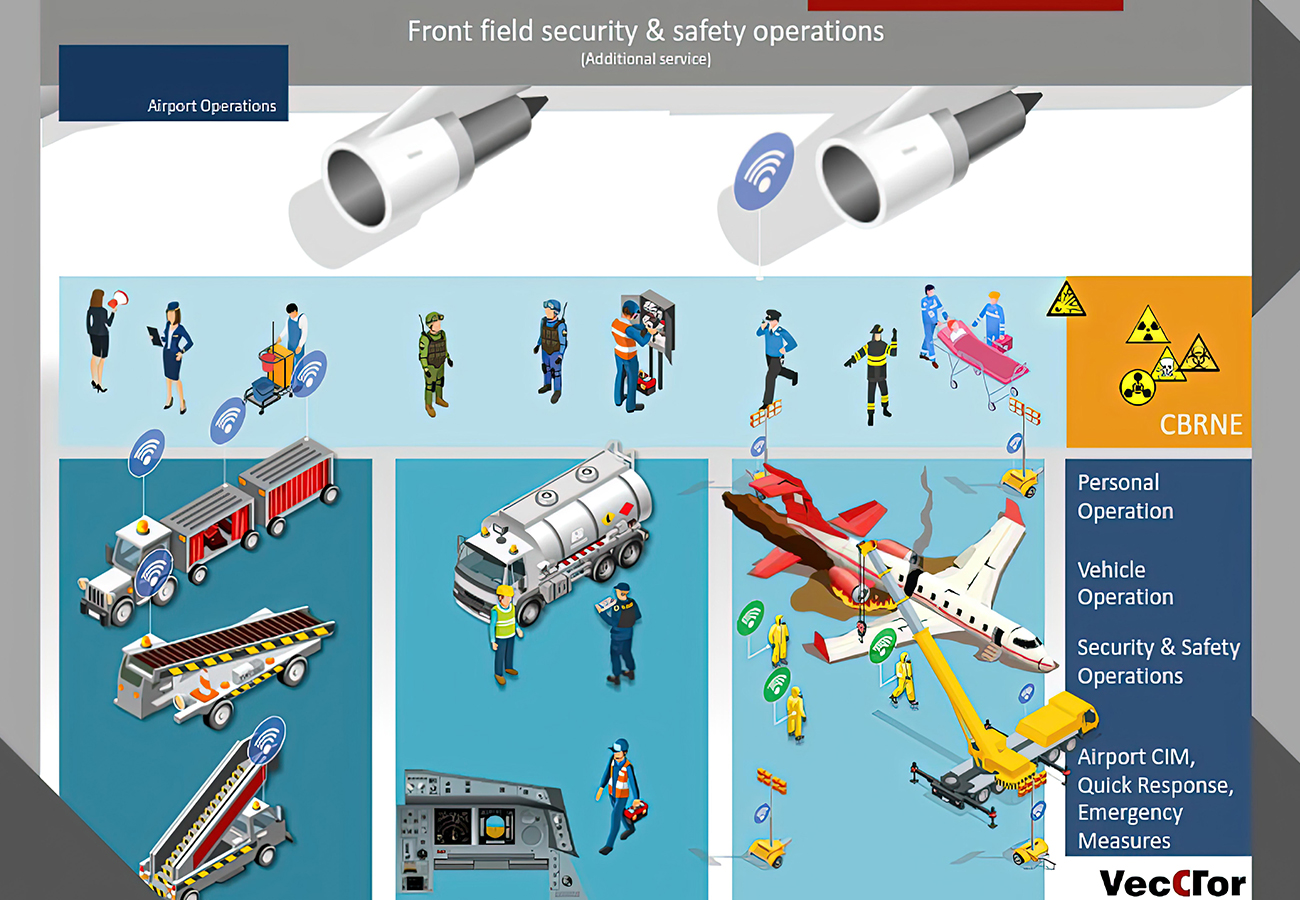 Front field security & safety operations
(Additional service)
Airport Operations
CBRNE
Personal
Operation
Vehicle
Operation
Security & Safety
Operations
Airport CIM,
Quick Response,
Emergency
Measures
VecCTor